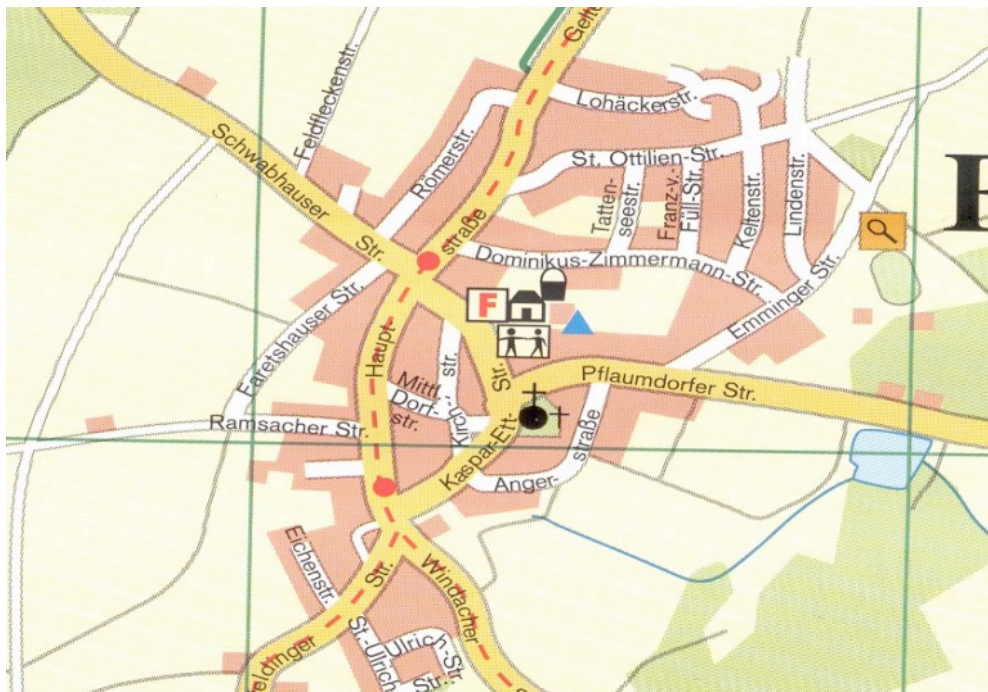 Gelte
Feldfleckenstr.
Lohäckerstr.
Schwabhauser
Str.
Römerstr.
St. Ottilien-Str.
Tatten-
seestr.
Franz-v.-
Füll-Str.
Keltenstr.
Lindenstr.
Haupt-
straße
Dominikus-Zimmermann-Str.
Emminger Str.
Faretshauser Str.
F
Mittl.
Dorf-
str.
Kirch-
str.
Kaspar-Ett-
Str.
Pflaumdorfer Str.
Ramsacher Str.
Anger-
straße
Eichenstr.
eldinger
Str.
Windacher
St.-Ulrich
Ulrich-Str.
Str.